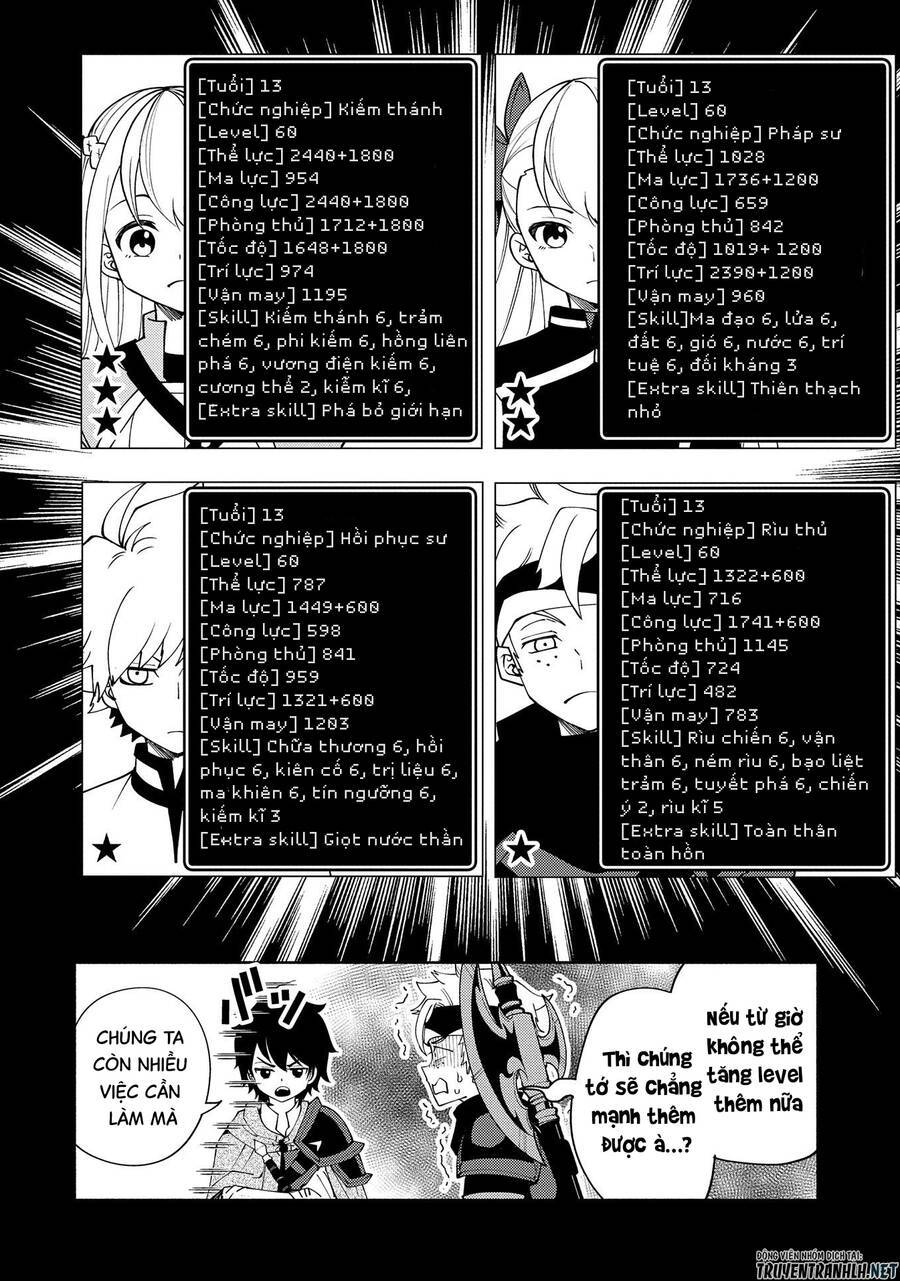 [Tuổi] 13
[Chức nghiệp] Kiếm thánh
[Level] 60
[Thể lực] 2440+1800
[Ma lực] 954
[Công lực] 2440+1800
[Phòng thủ] 1712+1800
[Tốc độ] 1648+1800
[Trí lực] 974
[Vận may] 1195
[Skill] Kiếm thánh 6, trảm
chém 6, phi kiếm 6, hồng liên
phá 6, vương điện kiếm 6,
cương thể 2, kiễm kĩ 6,
[Extra skill] Phá bỏ giới hạn
[Tuổi] 13
[Level] 60
[Chức nghiệp] Pháp sư
[Thể lực] 1028
[Ma lực] 1736+1200
[Công lực] 659
[Phòng thủ] 842
[Tốc độ] 1019+ 1200
[Trí lực] 2390+1200
[Vận may] 960
[Skill]Ma đạo 6, lửa 6,
đất 6, gió 6, nước 6, trí
tuệ 6, đối kháng 3
[Extra skill] Thiên thạch
nhỏ
[Tuổi] 13
[Chức nghiệp] Hồi phục sư
[Level] 60
[Thể lực] 787
[Ma lực] 1449+600
[Công lực] 598
[Phòng thủ] 841
[Tốc độ] 959
[Trí lực] 1321+600
[Vận may] 1203
[Skill] Chữa thương 6, hồi
phục 6, kiên cố 6, trị liệu 6,
ma khiên 6, tín ngưỡng 6,
kiếm kĩ 3
[Extra skill] Giọt nước thần
[Tuổi] 13
[Chức nghiệp] Rìu thủ
[Level] 60
[Thể lực] 1322+600
[Ma lực] 716
[Công lực] 1741+600
[Phòng thủ] 1145
[Tốc độ] 724
[Trí lực] 482
[Vận may] 783
[Skill] Rìu chiến 6, vận
thân 6, ném rìu 6, bạo liệt
trảm 6, tuyết phá 6, chiến
ý 2, rìu kĩ 5
[Extra skill] Toàn thân
toàn hồn
Nếu từ giờ
không thể
tăng level
thêm nữa
Thì Chúng
tớ sẽ Chẳng
mạnh thêm
Được à...?
ドドッ
CHÚNG TA
CÒN NHIỀU
VIỆC CẦN
LÀM MÀ
ĐỘNG VIÊN NHÓM DỊCH TẠI:
TRUYENTRANHLH.NET